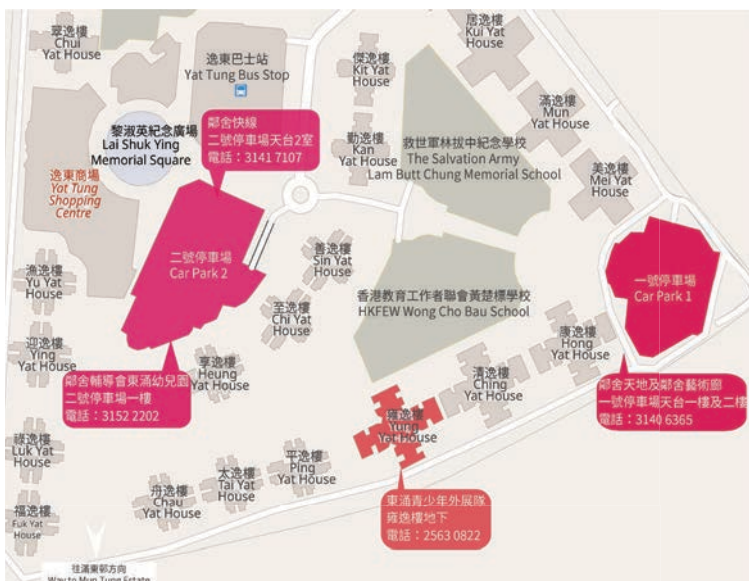 翠逸樓
Chui
Yat House
逸東巴士站
Yat Tung Bus Stop
傑逸樓
Kit Yat
House
居逸樓
Kui Yat
House
滿逸樓
Mun
Yat House
黎淑英紀念廣場
Lai Shuk Ying
Memorial Square
鄰舍快線
二號停車場天台2室
電話：3141 7107
勤逸樓
Kan
Yat House
救世軍林拔中紀念學校
The Salvation Army
Lam Butt Chung Memorial School
美逸樓
Mei Yat
House
逸東商場
Yat Tung
Shopping
Centre
二號停車場
Car Park 2
善逸樓
Sin Yat
House
一號停車場
Car Park 1
漁逸樓
Yu Yat
House
至逸樓
Chi Yat
House
香港教育工作者聯會黃楚標學校
HKFEW Wong Cho Bau School
迎逸樓
Ying
Yat House
享逸樓
Heung
Yat House
康逸樓
Hong
Yat House
清逸樓
Ching
Yat House
鄰舍輔導會東涌幼兒園
二號停車場一樓
電話：3152 2202
鄰舍天地及鄰舍藝術廊
一號停車場天台一樓及二樓
電話：3140 6365
雍逸樓
Yung
Yat House
祿逸樓
Luk Yat
House
平逸樓
Ping
Yat House
太逸樓
Tai Yat
House
舟逸樓
Chau
Yat House
福逸樓
Fuk Yat
House
東涌青少年外展隊
雍逸樓地下
電話：2563 0822
往滿東邨方向
Way to Mun Tung Estate